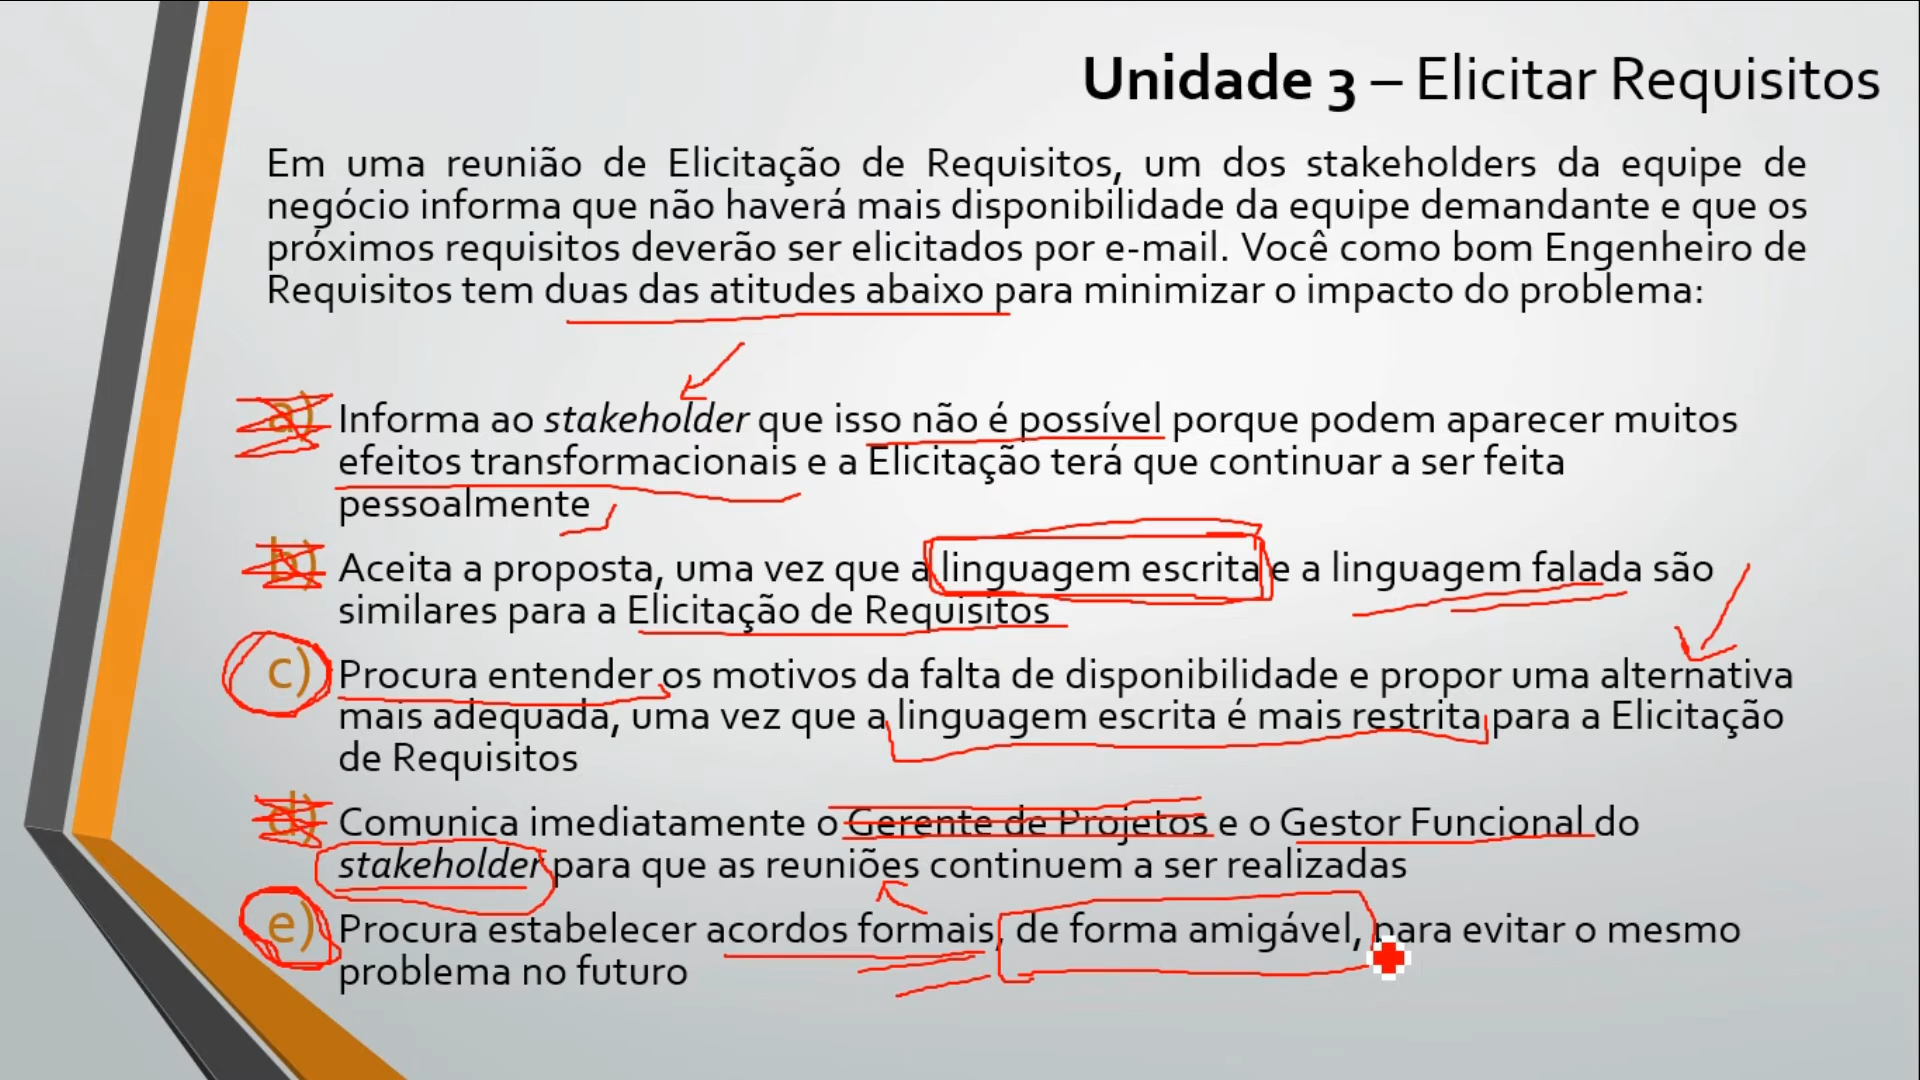 Unidade 3 – Elicitar Requisitos
Em uma reunião de Elicitação de Requisitos, um dos stakeholders da equipe de
negócio informa que não haverá mais disponibilidade da equipe demandante e que os
próximos requisitos deverão ser elicitados por e-mail. Você como bom Engenheiro de
Requisitos tem duas das atitudes abaixo para minimizar o impacto do problema:
a) Informa ao stakeholder que isso não é possível porque podem aparecer muitos
efeitos transformacionais e a Elicitação terá que continuar a ser feita
pessoalmente
b) Aceita a proposta, uma vez que a linguagem escrita e a linguagem falada são
similares para a Elicitação de Requisitos
c) Procura entender os motivos da falta de disponibilidade e propor uma alternativa
mais adequada, uma vez que a linguagem escrita é mais restrita para a Elicitação
de Requisitos
d) Comunica imediatamente o Gerente de Projetos e o Gestor Funcional do
stakeholder para que as reuniões continuem a ser realizadas
e) Procura estabelecer acordos formais, de forma amigável, para evitar o mesmo
problema no futuro